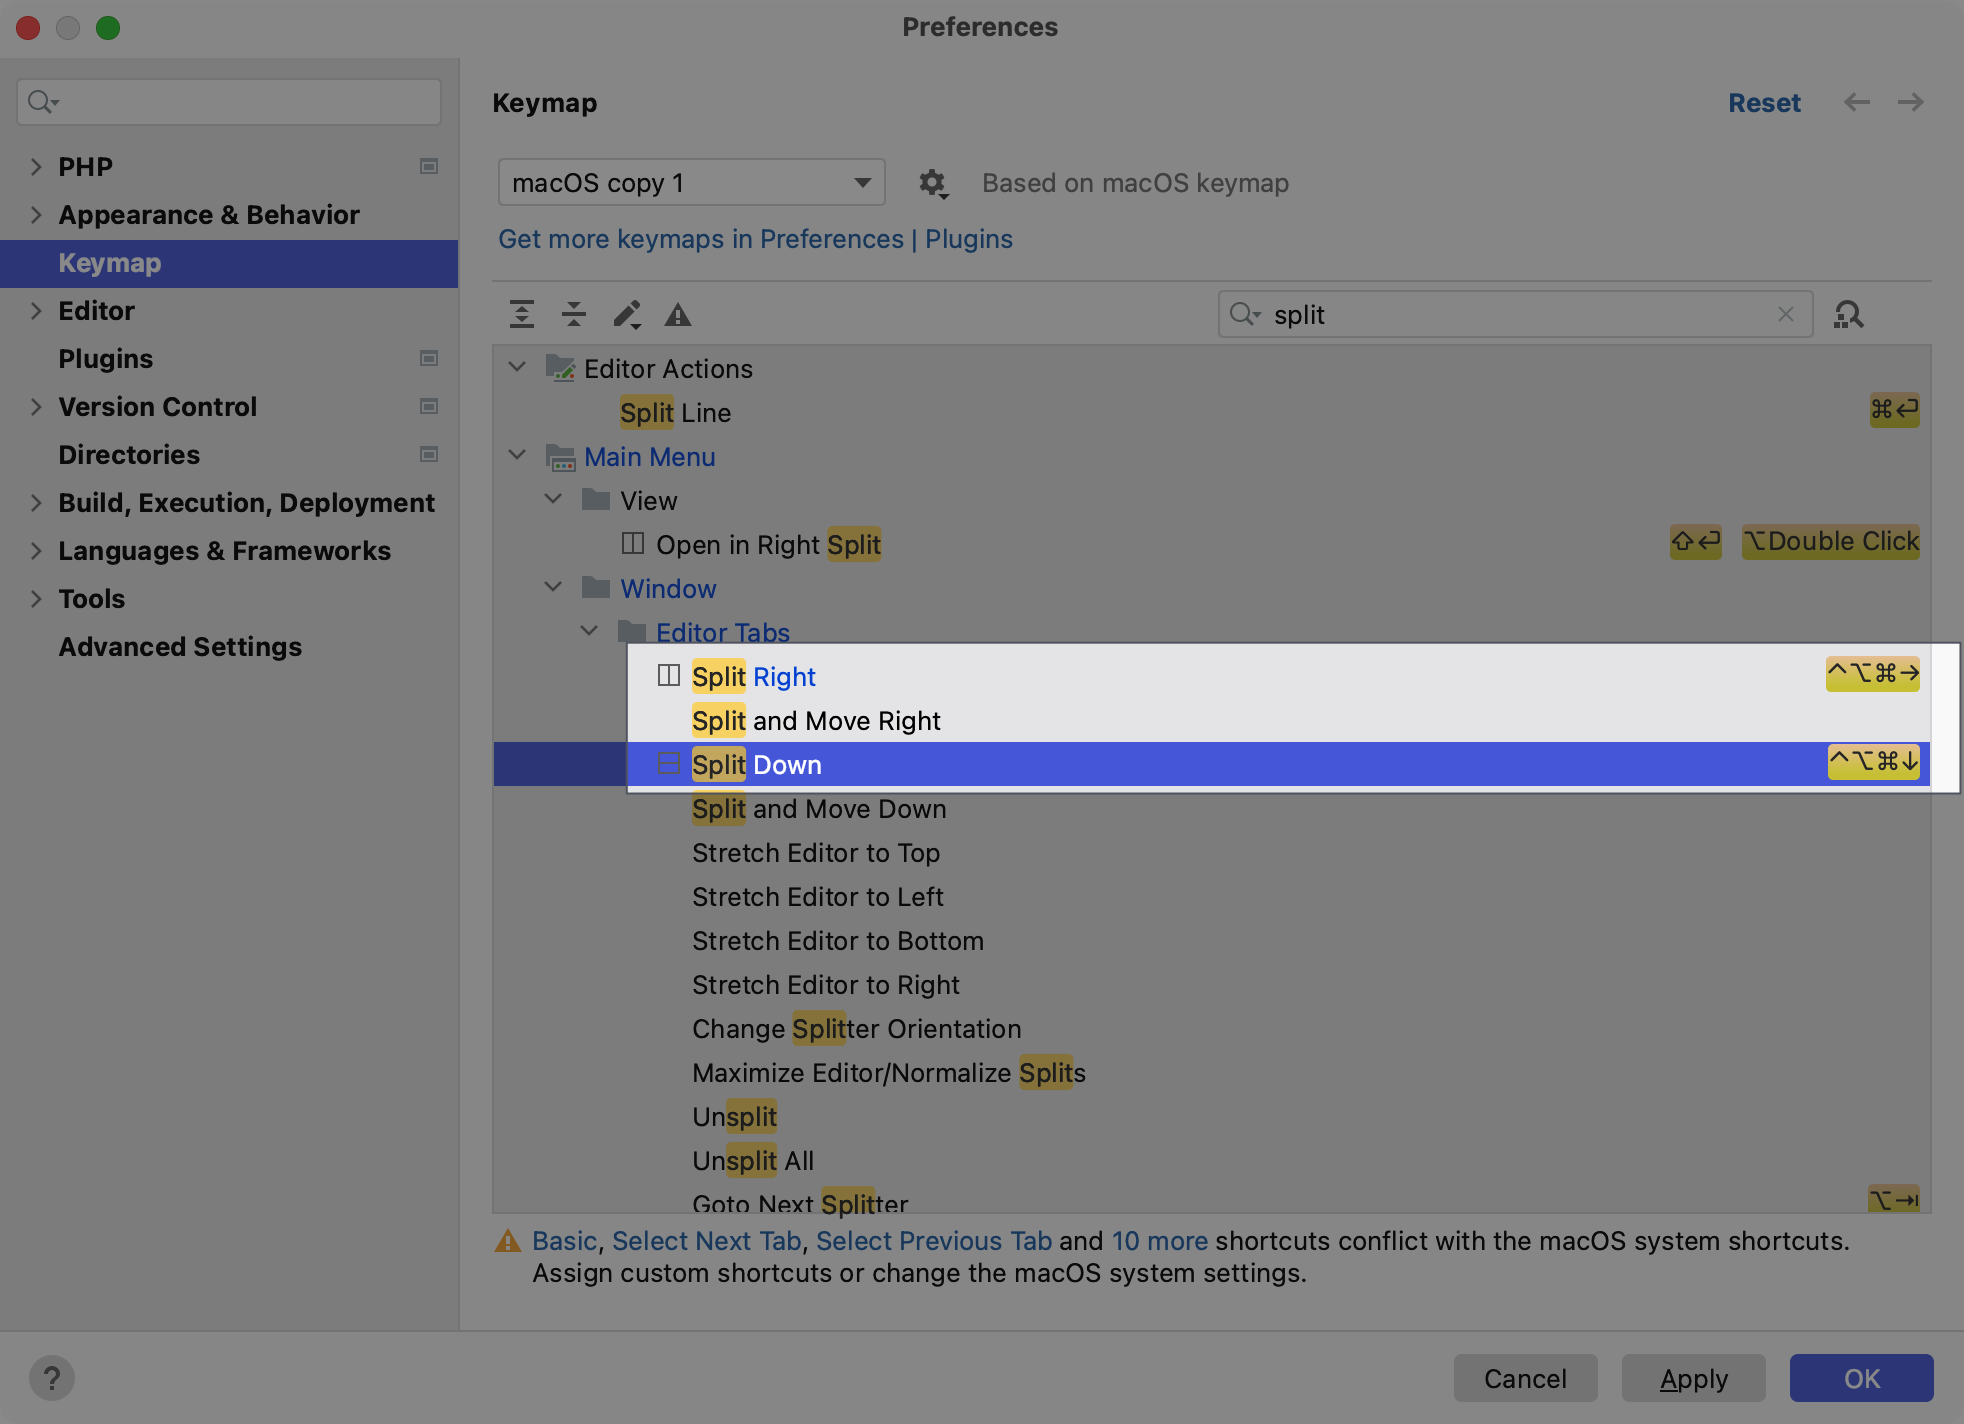 Preferences
PHP
Appearance & Behavior
Keymap
Editor
Plugins
Version Control
Directories
Build, Execution, Deployment
Languages & Frameworks
Tools
Advanced Settings
Keymap
Reset
macOS copy 1
Based on macOS keymap
Get more keymaps in Preferences | Plugins
split
Editor Actions
Split Line ⌘↩
Main Menu
View
Open in Right Split ⇧↩ ⌥Double Click
Window
Editor Tabs
Split Right ^⌥⌘→
Split and Move Right
Split Down ^⌥⌘↓
Split and Move Down
Stretch Editor to Top
Stretch Editor to Left
Stretch Editor to Bottom
Stretch Editor to Right
Change Splitter Orientation
Maximize Editor/Normalize Splits
Unsplit
Unsplit All
Goto Next Splitter ⌥⇥
Basic, Select Next Tab, Select Previous Tab and 10 more shortcuts conflict with the macOS system shortcuts.
Assign custom shortcuts or change the macOS system settings.
?
Cancel
Apply
OK